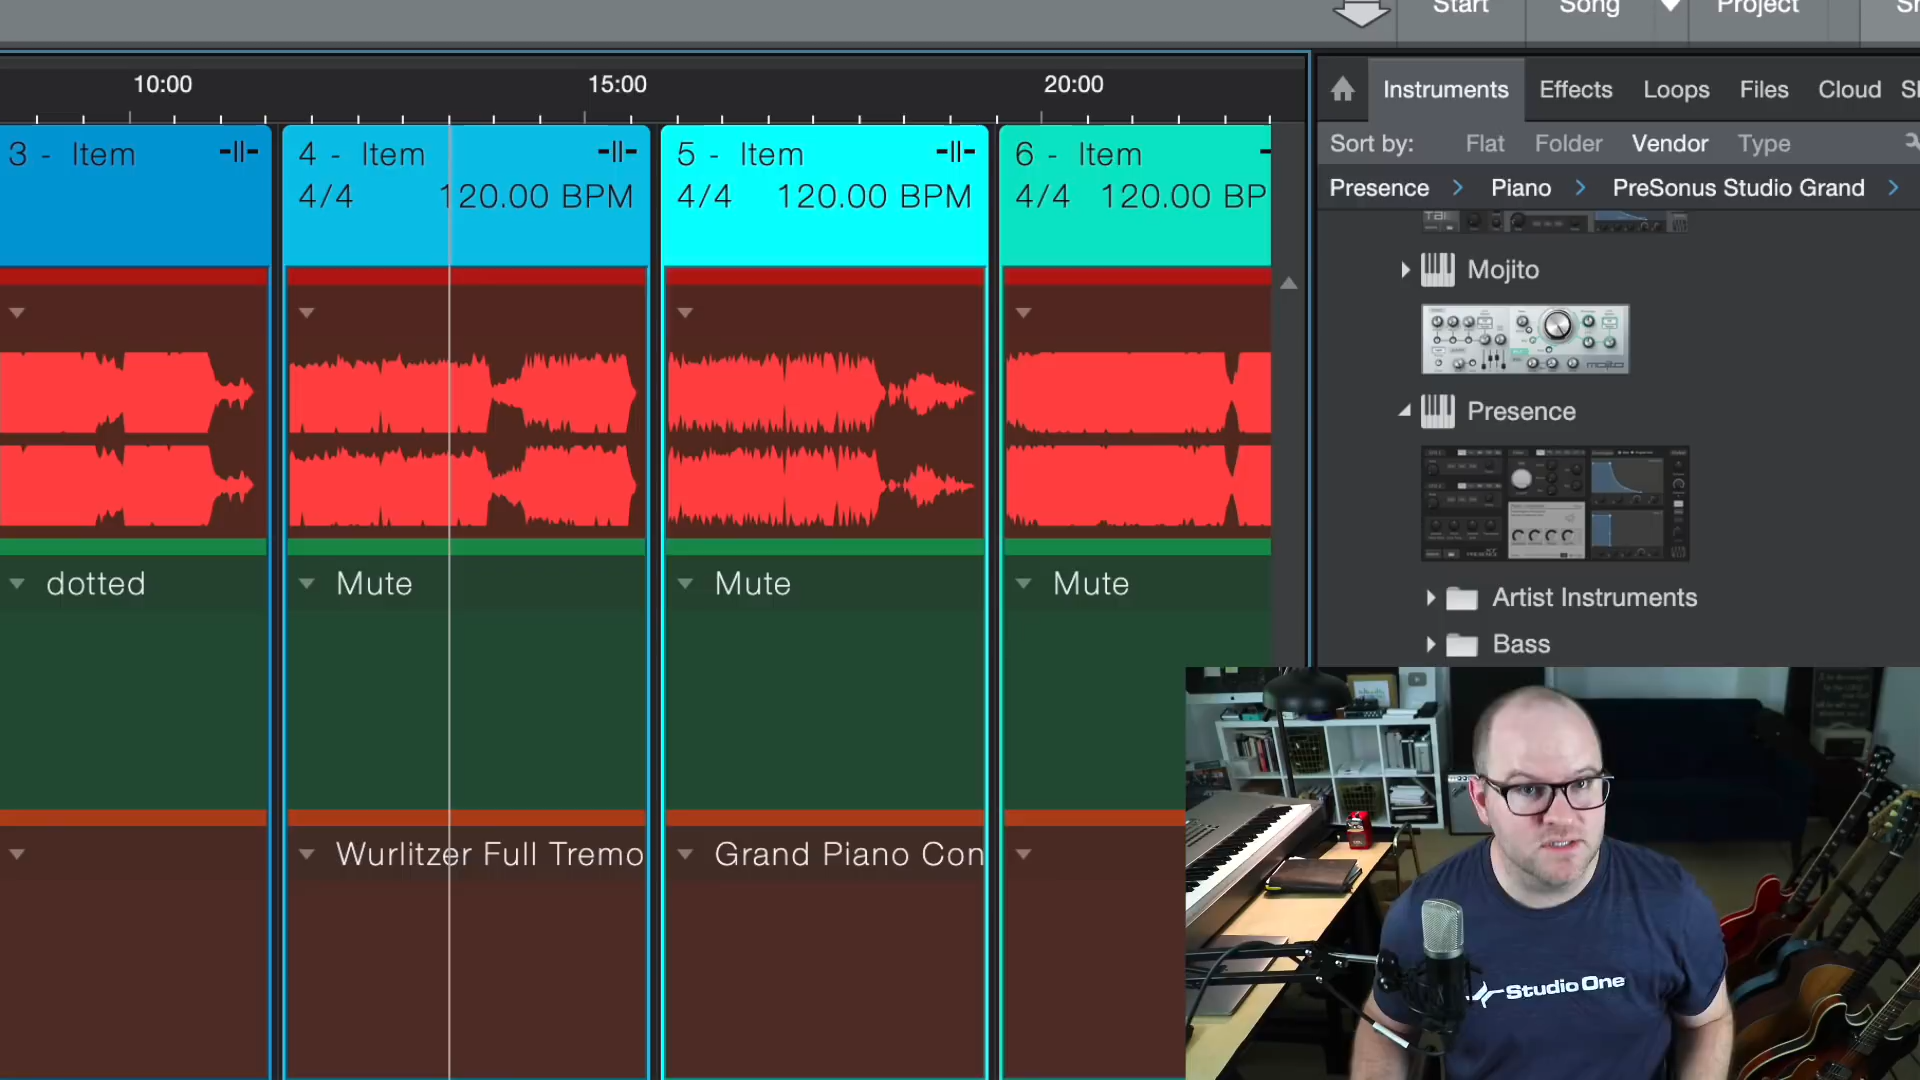 Start Song Project
10:00 15:00 20:00
Instruments Effects Loops Files Cloud
Sort by: Flat Folder Vendor Type
Presence Piano PreSonus Studio Grand
3 - Item
4 - Item
4/4 120.00 BPM
5 - Item
4/4 120.00 BPM
6 - Item
4/4 120.00 BP
Mojito
mojito
Presence
Artist Instruments
Bass
dotted
Mute
Mute
Mute
Wurlitzer Full Tremo
Grand Piano Con
Studio One